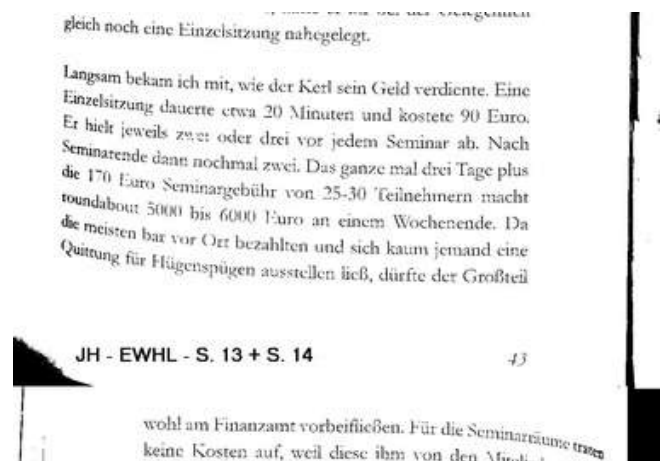 gleich noch eine Einzelsitzung nahegelegt.
Langsam bekam ich mit, wie der Kerl sein Geld verdiente. Eine
Einzelsitzung dauerte etwa 20 Minuten und kostete 90 Euro.
Er hielt jeweils zwei oder drei vor jedem Seminar ab. Nach
Seminarende dann nochmal zwei. Das ganze mal drei Tage plus
die 170 Euro Seminargebühr von 25-30 Teilnehmern macht
roundabout 5000 bis 6000 Euro an einem Wochenende. Da
die meisten bar vor Ort bezahlten und sich kaum jemand eine
Quittung für Hügenspügen ausstellen ließ, dürfte der Großteil
JH - EWHL - S. 13 + S. 14
43
wohl am Finanzamt vorbeifließen. Für die Seminarräume traten
keine Kosten auf, weil diese ihm von den